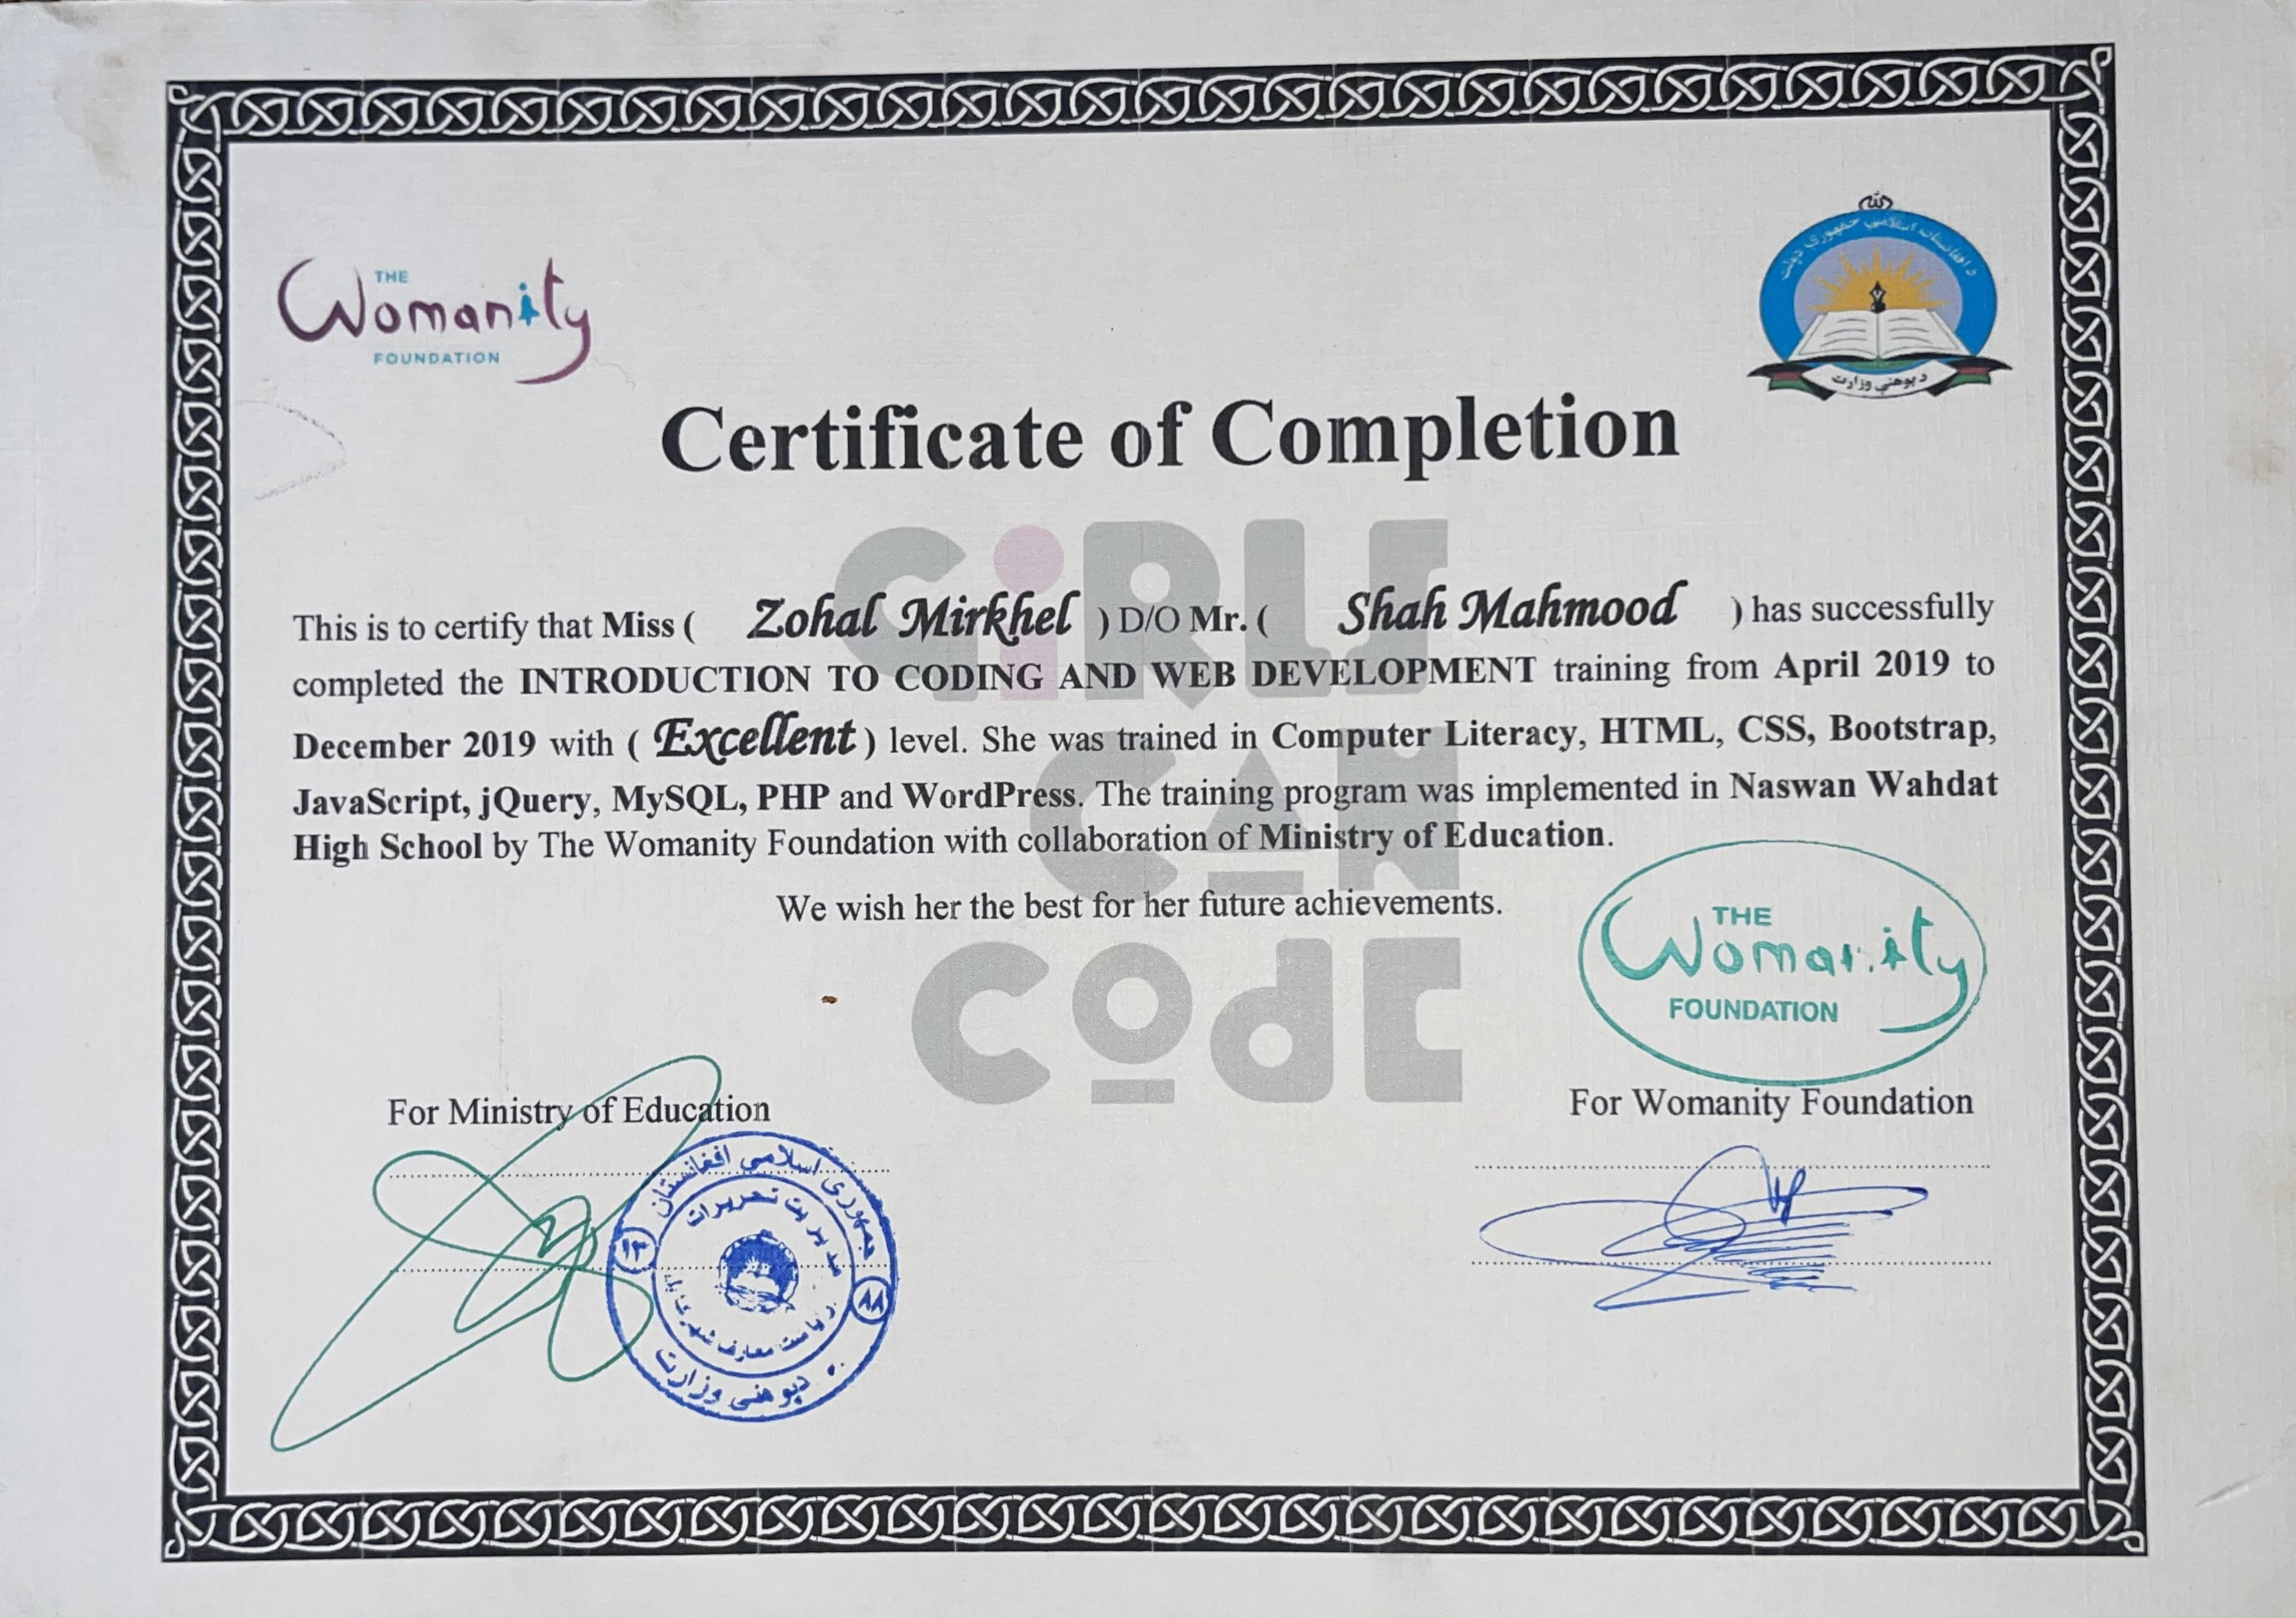 THE
Womanity
FOUNDATION
الله
د افغانستان اسلامي جمهوري دولت
د پوهنې وزارت
Certificate of Completion
GiRLS
CAN
CODE
This is to certify that Miss ( Zohal Mirkhel ) D/O Mr. ( Shah Mahmood ) has successfully
completed the INTRODUCTION TO CODING AND WEB DEVELOPMENT training from April 2019 to
December 2019 with ( Excellent ) level. She was trained in Computer Literacy, HTML, CSS, Bootstrap,
JavaScript, jQuery, MySQL, PHP and WordPress. The training program was implemented in Naswan Wahdat
High School by The Womanity Foundation with collaboration of Ministry of Education.
We wish her the best for her future achievements.
THE
Womanity
FOUNDATION
For Ministry of Education
For Womanity Foundation
جمهوری اسلامی افغانستان
مدیریت تحریرات
۱۳
۸۸
ریاست معارف شهر کابل
د پوهنې وزارت